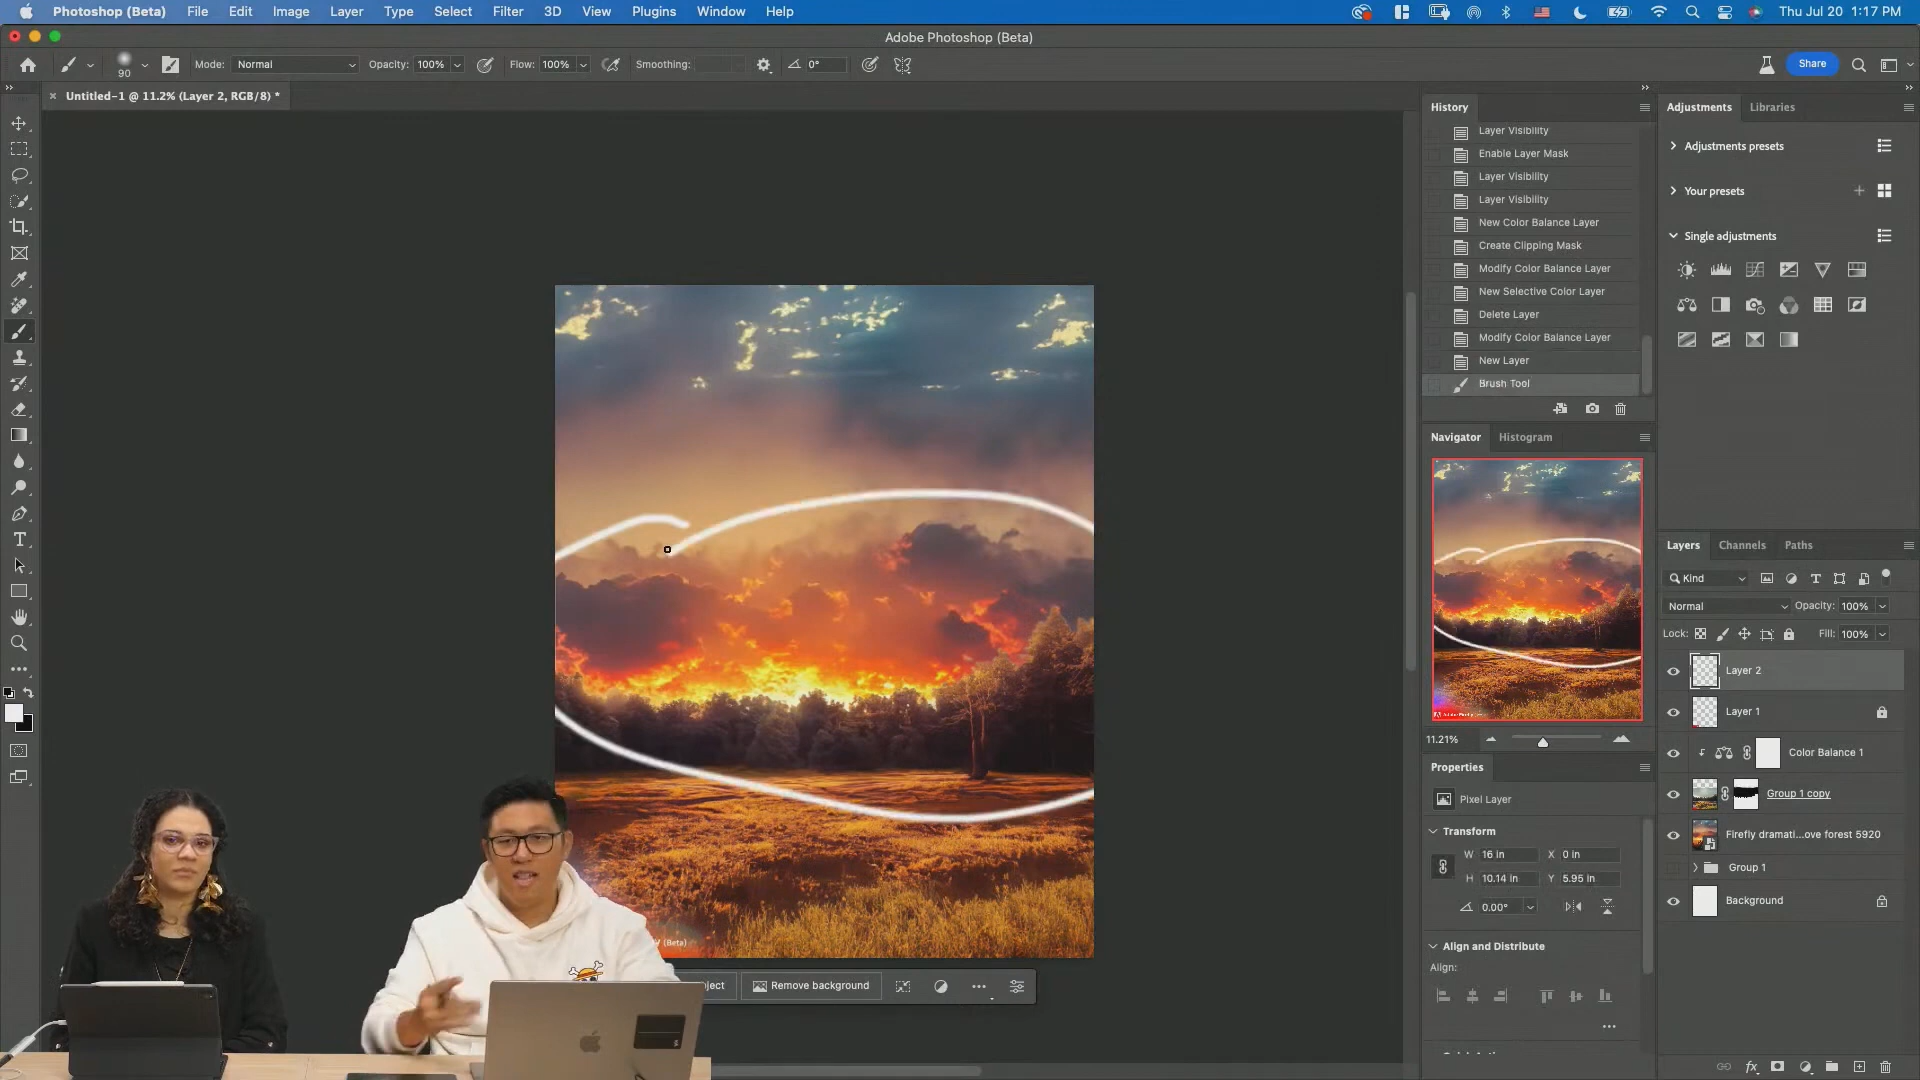 Photoshop (Beta) File Edit Image Layer Type Select Filter 3D View Plugins Window Help Thu Jul 20 1:17 PM
Adobe Photoshop (Beta)
90 Mode: Normal Opacity: 100% Flow: 100% Smoothing: 0° Share
Untitled-1 @ 11.2% (Layer 2, RGB/8) *
History
Layer Visibility
Enable Layer Mask
Layer Visibility
Layer Visibility
New Color Balance Layer
Create Clipping Mask
Modify Color Balance Layer
New Selective Color Layer
Delete Layer
Modify Color Balance Layer
New Layer
Brush Tool
Navigator Histogram
11.21%
Properties
Pixel Layer
Transform
W 16 in X 0 in
H 10.14 in Y 5.95 in
0.00°
Align and Distribute
Align:
Adjustments Libraries
Adjustments presets
Your presets
Single adjustments
Layers Channels Paths
Kind
Normal Opacity: 100%
Lock: Fill: 100%
Layer 2
Layer 1
Color Balance 1
Group 1 copy
Firefly dramati...ove forest 5920
Group 1
Background
(Beta)
ject Remove background